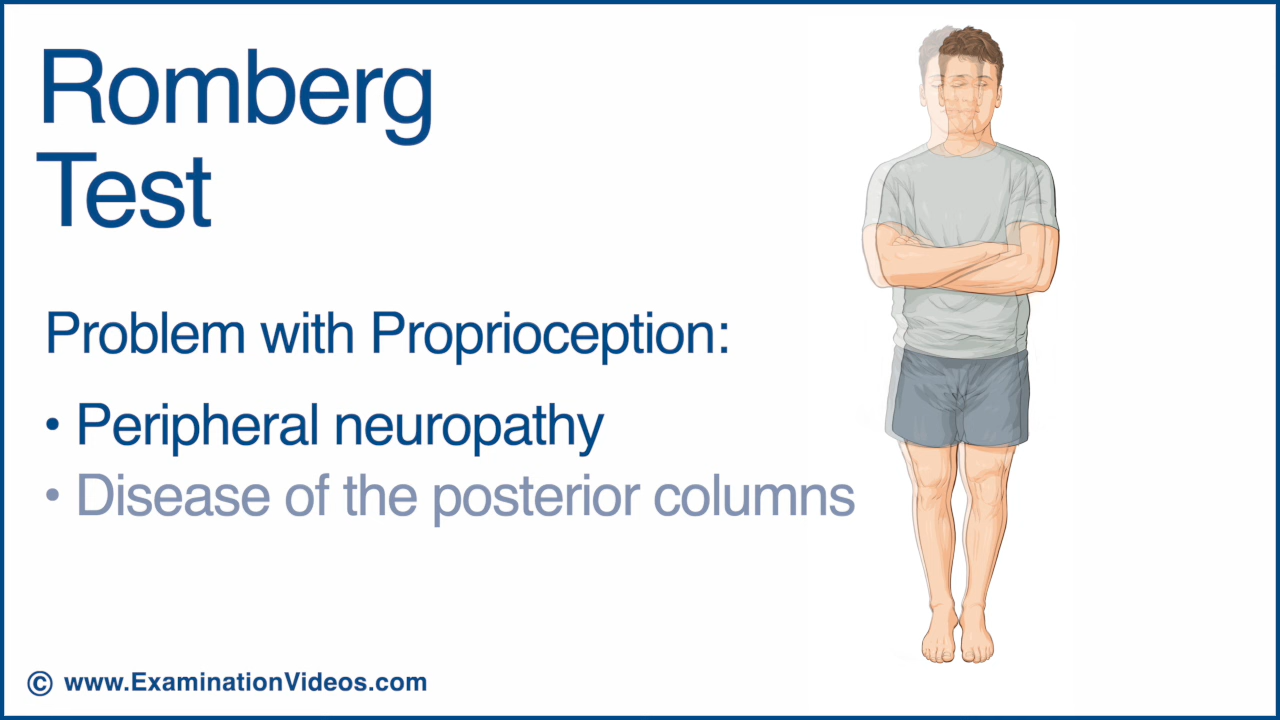 Romberg
Test
Problem with Proprioception:
• Peripheral neuropathy
• Disease of the posterior columns
© www.ExaminationVideos.com